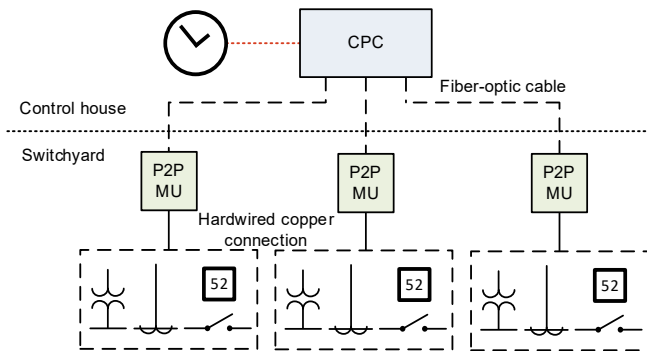 CPC
Fiber-optic cable
Control house
Switchyard
P2P
MU
P2P
MU
P2P
MU
Hardwired copper
connection
52
52
52